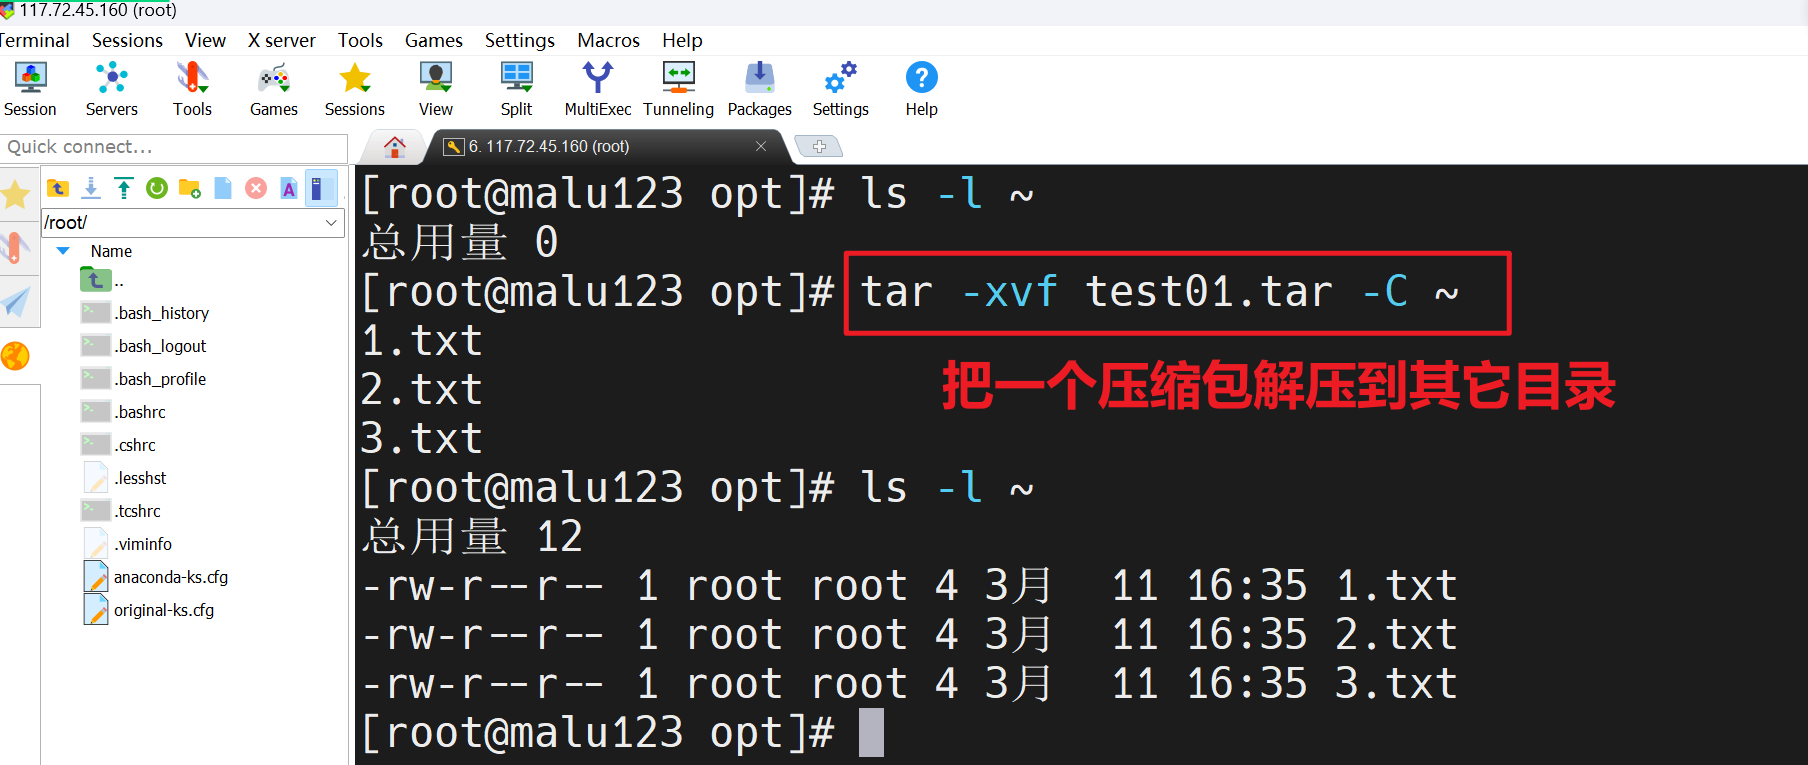 117.72.45.160 (root)
Terminal Sessions View X server Tools Games Settings Macros Help
Session Servers Tools Games Sessions View Split MultiExec Tunneling Packages Settings Help
Quick connect...
6. 117.72.45.160 (root)
/root/
Name
..
.bash_history
.bash_logout
.bash_profile
.bashrc
.cshrc
.lesshst
.tcshrc
.viminfo
anaconda-ks.cfg
original-ks.cfg
[root@malu123 opt]# ls -l ~
总用量 0
[root@malu123 opt]# tar -xvf test01.tar -C ~
1.txt
把一个压缩包解压到其它目录
2.txt
3.txt
[root@malu123 opt]# ls -l ~
总用量 12
-rw-r--r-- 1 root root 4 3月  11 16:35 1.txt
-rw-r--r-- 1 root root 4 3月  11 16:35 2.txt
-rw-r--r-- 1 root root 4 3月  11 16:35 3.txt
[root@malu123 opt]#